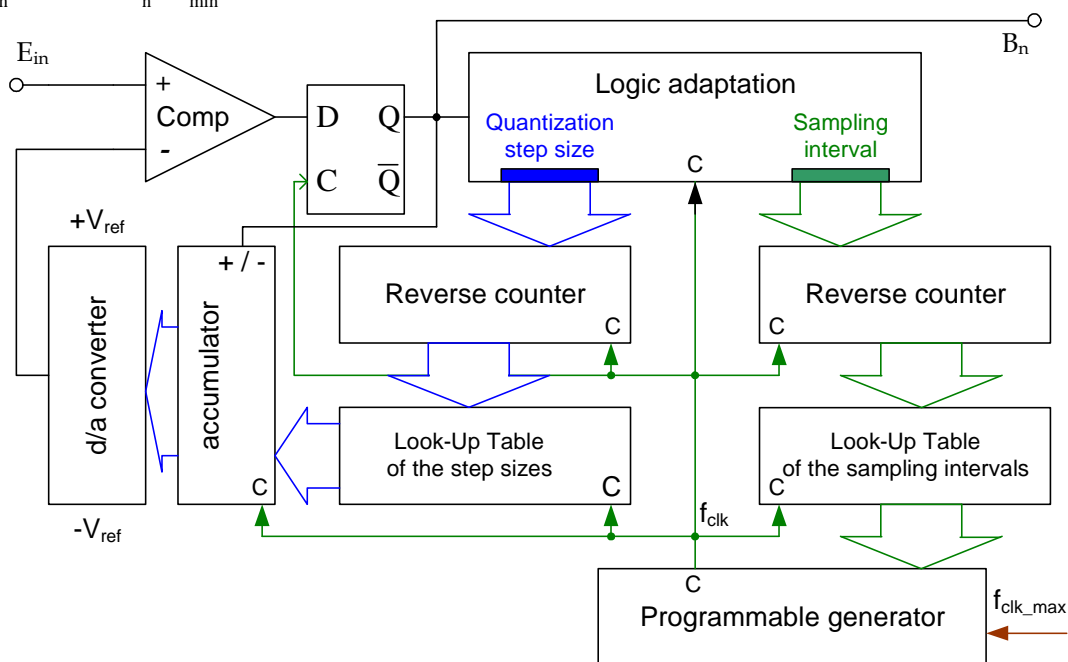 n n min
E_in
B_n
+
Comp
-
D Q
C Q̅
Logic adaptation
Quantization
step size
Sampling
interval
C
+V_ref
-V_ref
d/a converter
+ / -
accumulator
C
Reverse counter
C
Reverse counter
C
Look-Up Table
of the step sizes
C
Look-Up Table
of the sampling intervals
C
f_clk
C
Programmable generator
f_clk_max